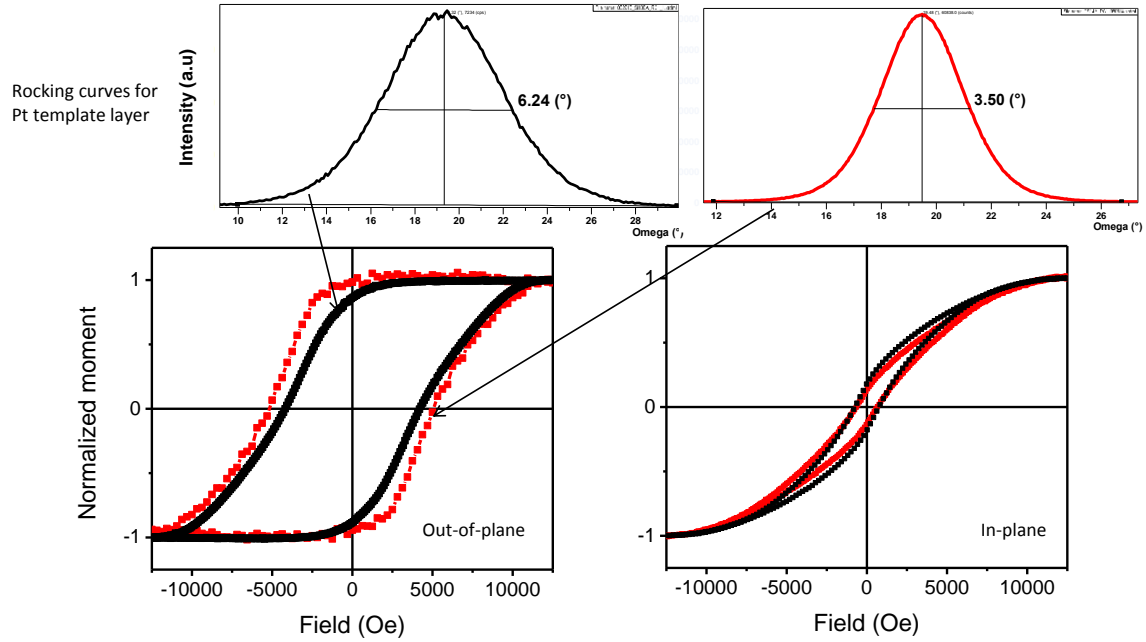 Rocking curves for
Pt template layer
Intensity (a.u)
6.24 (°)
10 12 14 16 18 20 22 24 26 28
Omega (°)
3.50 (°)
12 14 16 18 20 22 24 26
Omega (°)
Normalized moment
1
0
-1
Out-of-plane
-10000 -5000 0 5000 10000
Field (Oe)
1
0
-1
In-plane
-10000 -5000 0 5000 10000
Field (Oe)